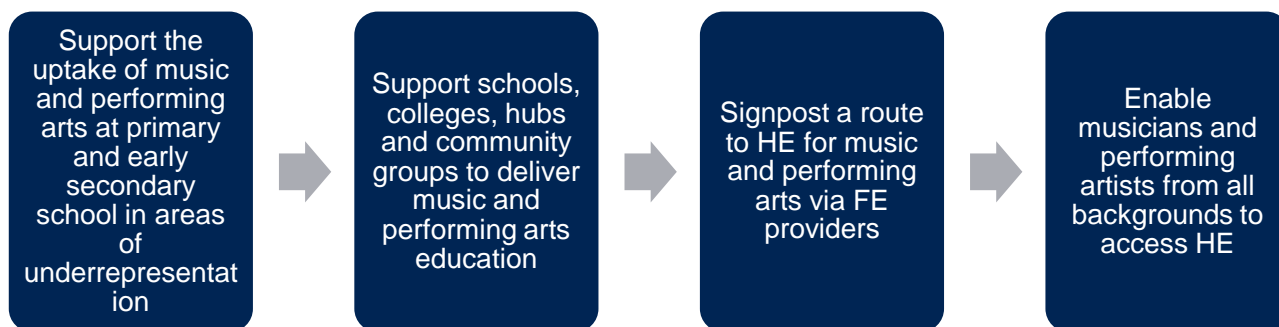 Support the
uptake of music
and performing
arts at primary
and early
secondary
school in areas
of
underrepresentat
ion
Support schools,
colleges, hubs
and community
groups to deliver
music and
performing arts
education
Signpost a route
to HE for music
and performing
arts via FE
providers
Enable
musicians and
performing
artists from all
backgrounds to
access HE